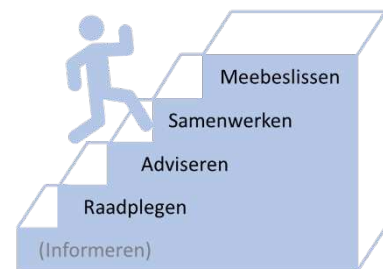 Meebeslissen
Samenwerken
Adviseren
Raadplegen
(Informeren)